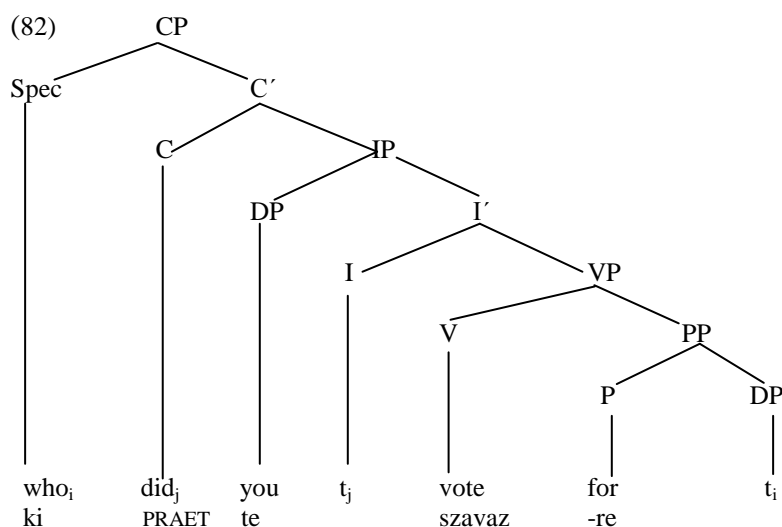 (82) CP
Spec C´
C IP
DP I´
I VP
V PP
P DP
whoᵢ didⱼ you tⱼ vote for tᵢ
ki PRAET te szavaz -re